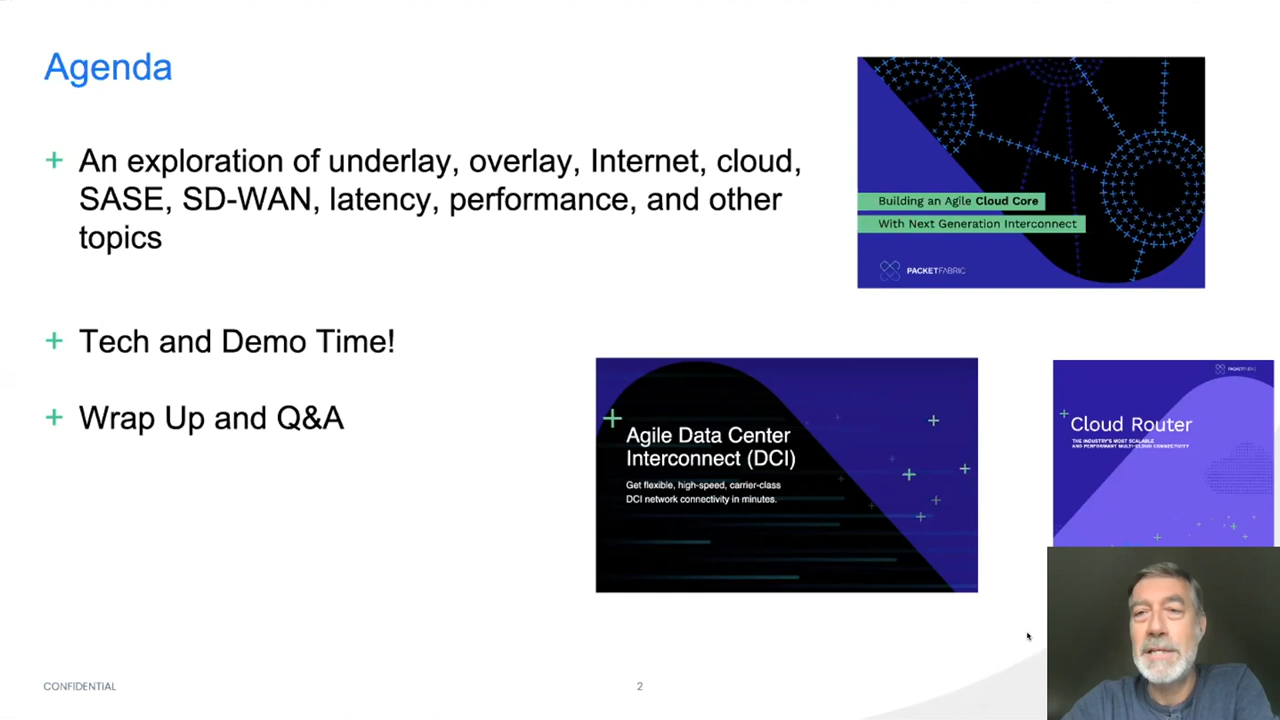 Agenda
+ An exploration of underlay, overlay, Internet, cloud,
SASE, SD-WAN, latency, performance, and other
topics
+ Tech and Demo Time!
+ Wrap Up and Q&A
Building an Agile Cloud Core
With Next Generation Interconnect
PACKETFABRIC
Agile Data Center
Interconnect (DCI)
Get flexible, high-speed, carrier-class
DCI network connectivity in minutes.
PACKETFABRIC
Cloud Router
THE INDUSTRY'S MOST SCALABLE
AND PERFORMANT MULTI-CLOUD CONNECTIVITY
CONFIDENTIAL
2